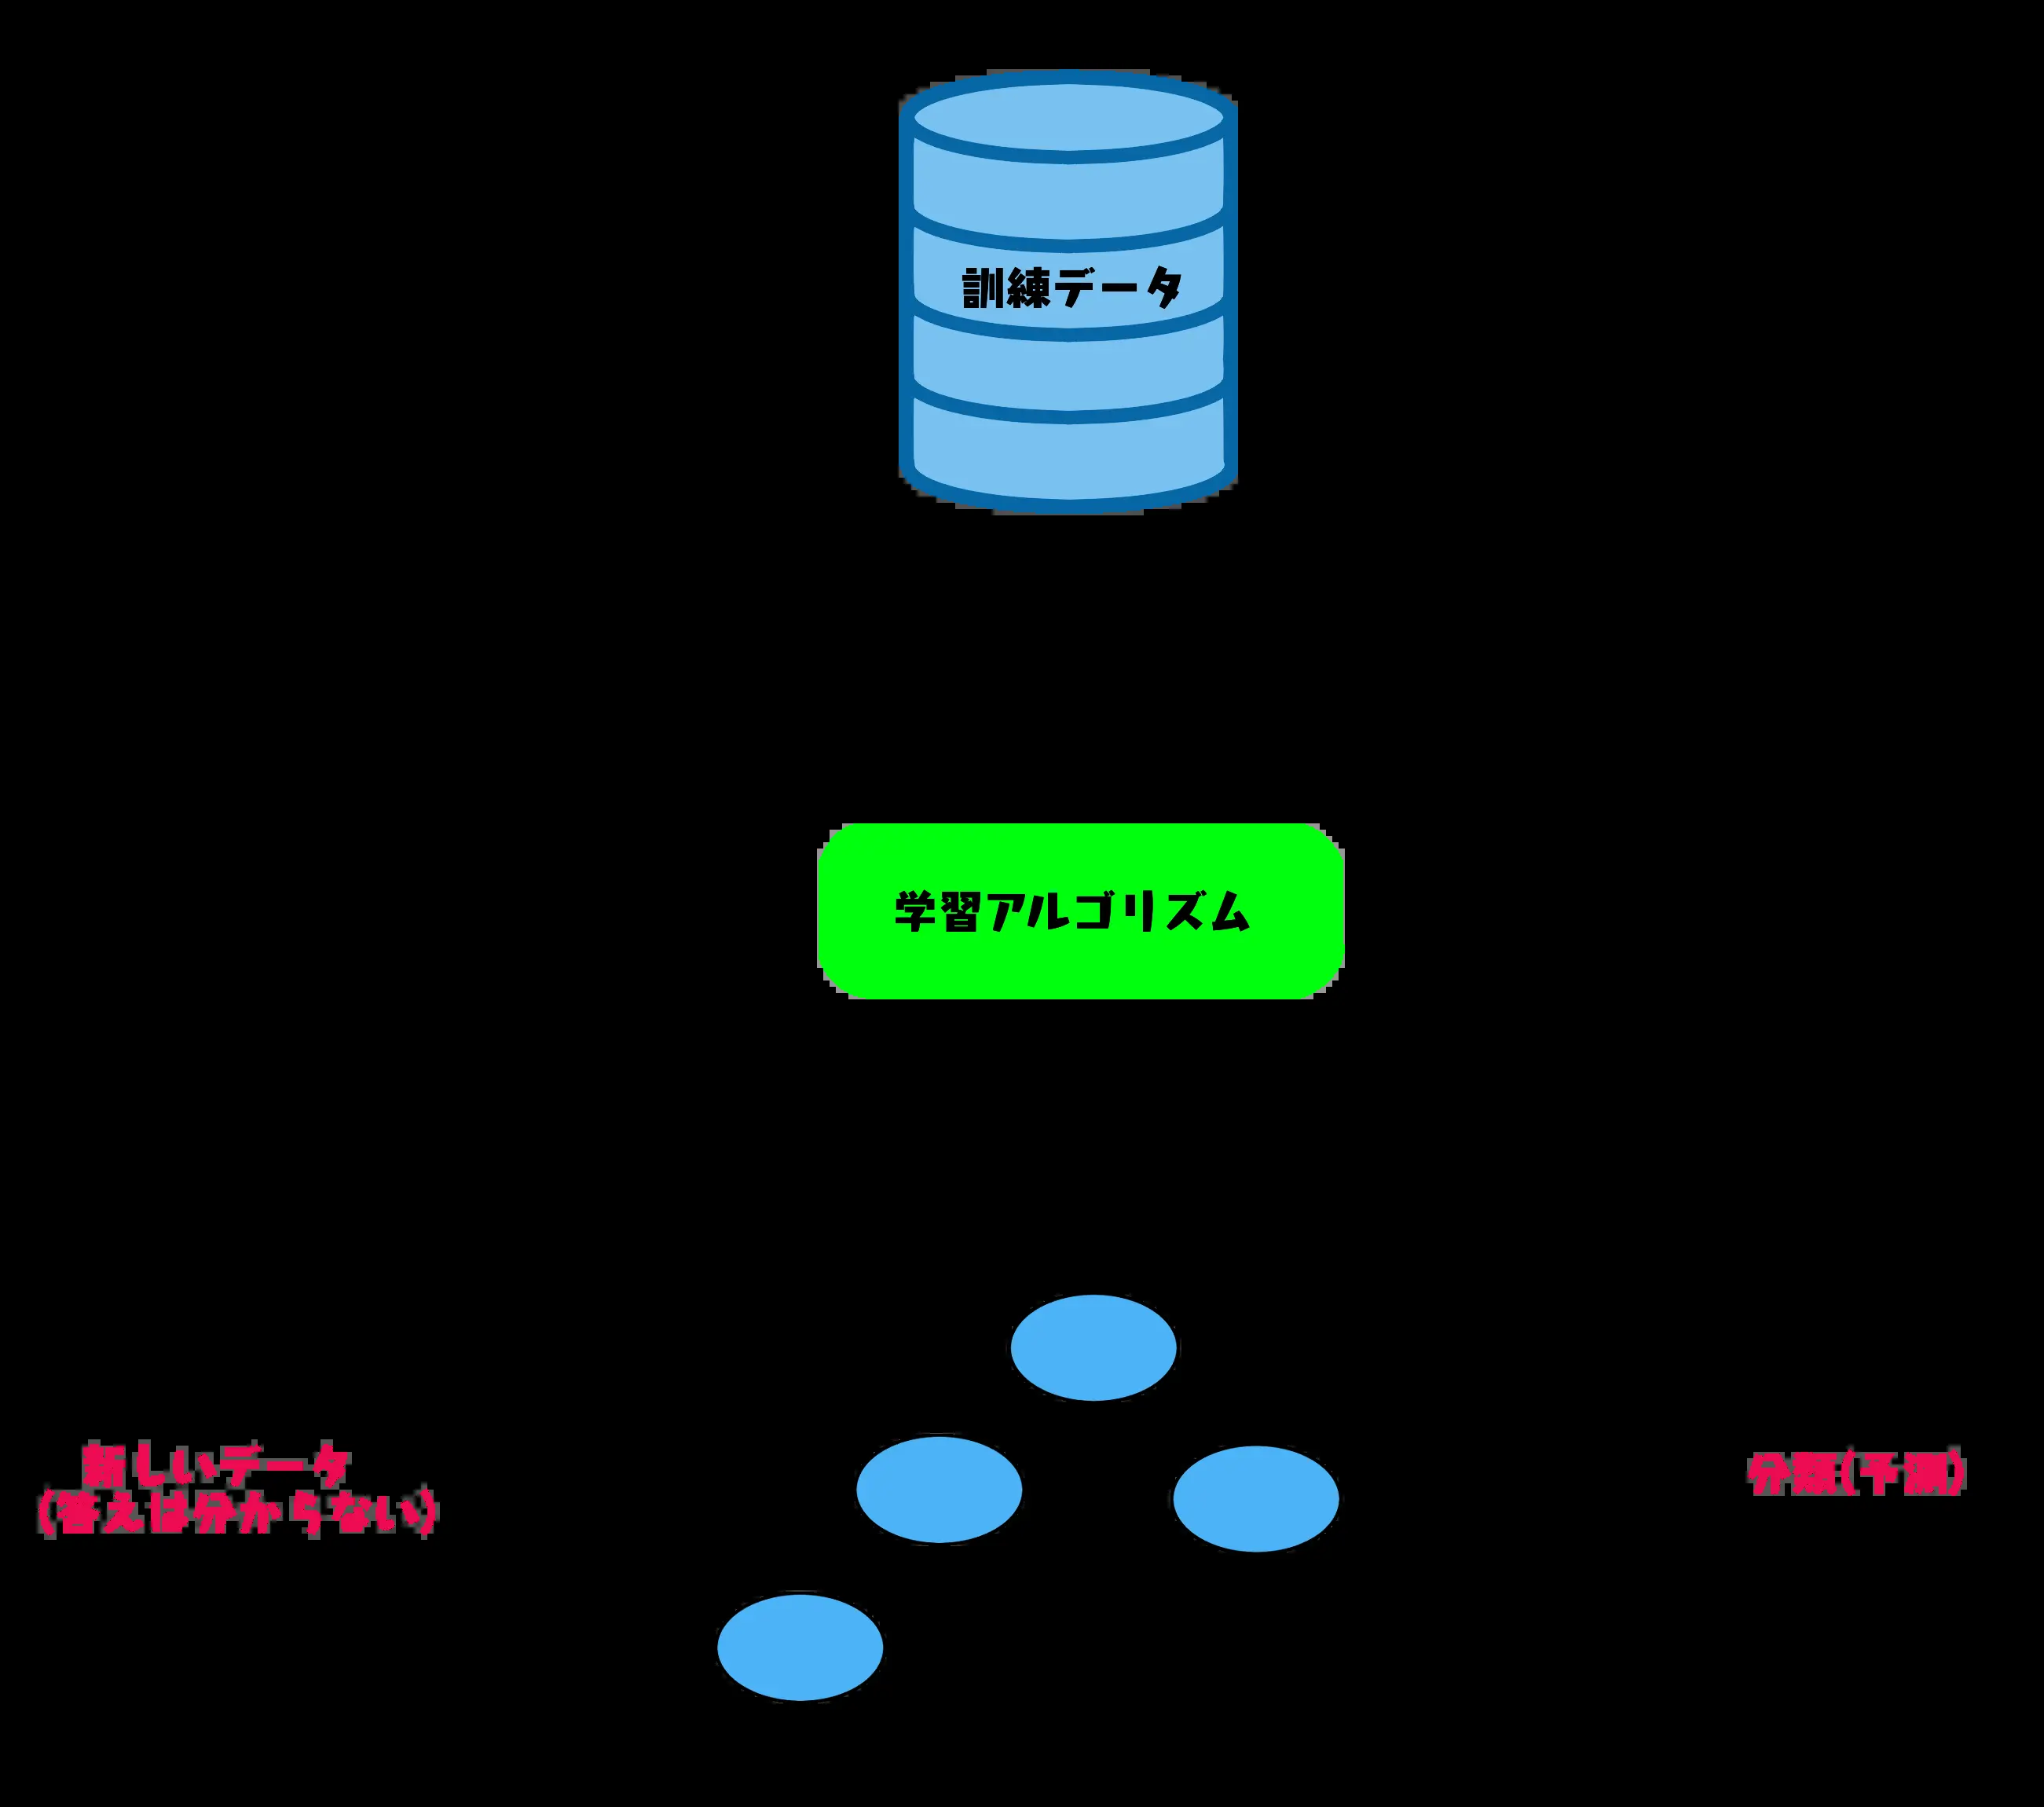 訓練データ
学習アルゴリズム
新しいデータ
(答えは分からない)
分類(予測)